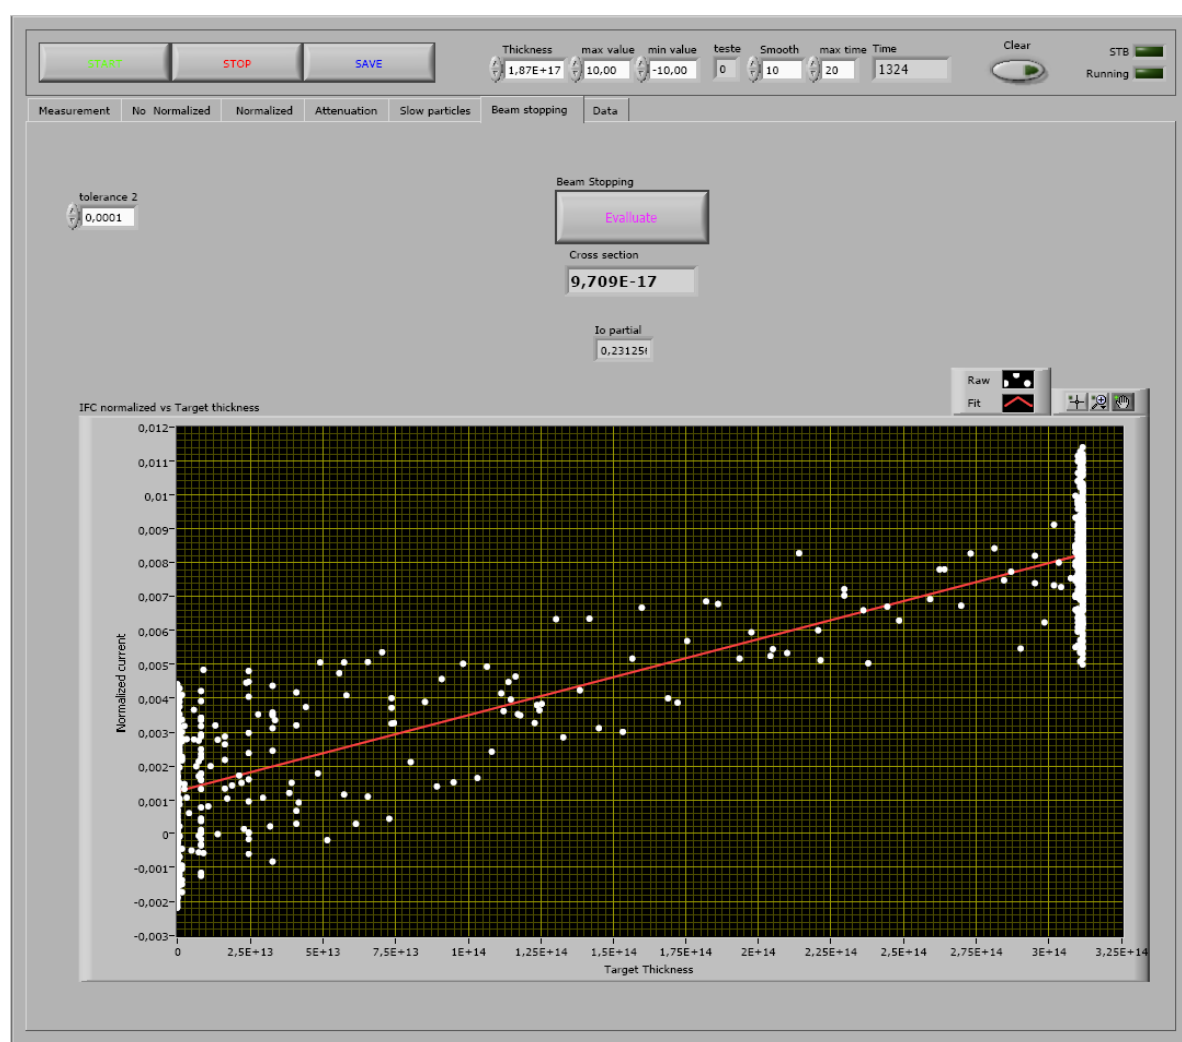 Thickness max value min value teste Smooth max time Time Clear
START STOP SAVE 1,87E+17 10,00 -10,00 0 10 20 1324 STB
Running
Measurement No Normalized Normalized Attenuation Slow particles Beam stopping Data
Beam Stopping
tolerance 2
0,0001
Evalluate
Cross section
9,709E-17
Io partial
0,23125
Raw
Fit
IFC normalized vs Target thickness
0,012
0,011
0,01
0,009
0,008
0,007
0,006
0,005
0,004
0,003
0,002
0,001
0
-0,001
-0,002
-0,003
Normalized current
0 2,5E+13 5E+13 7,5E+13 1E+14 1,25E+14 1,5E+14 1,75E+14 2E+14 2,25E+14 2,5E+14 2,75E+14 3E+14 3,25E+14
Target Thickness